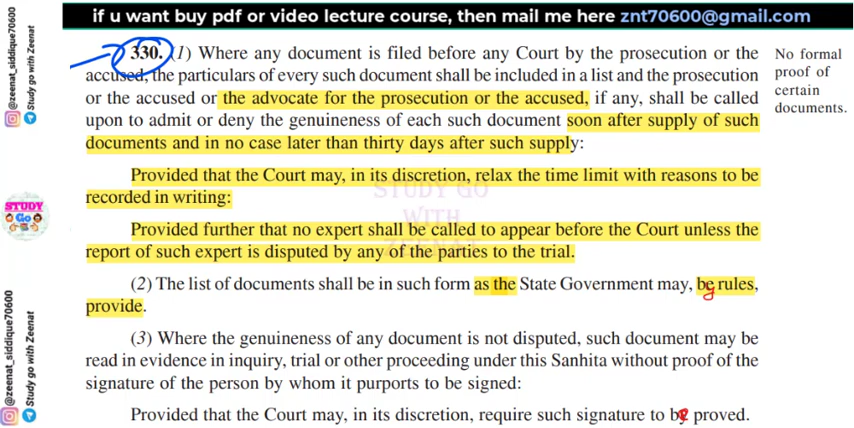 if u want buy pdf or video lecture course, then mail me here znt70600@gmail.com
330. (1) Where any document is filed before any Court by the prosecution or the
accused, the particulars of every such document shall be included in a list and the prosecution
or the accused or the advocate for the prosecution or the accused, if any, shall be called
upon to admit or deny the genuineness of each such document soon after supply of such
documents and in no case later than thirty days after such supply:
Provided that the Court may, in its discretion, relax the time limit with reasons to be
recorded in writing:
Provided further that no expert shall be called to appear before the Court unless the
report of such expert is disputed by any of the parties to the trial.
(2) The list of documents shall be in such form as the State Government may, by rules,
provide.
(3) Where the genuineness of any document is not disputed, such document may be
read in evidence in inquiry, trial or other proceeding under this Sanhita without proof of the
signature of the person by whom it purports to be signed:
Provided that the Court may, in its discretion, require such signature to be proved.
No formal
proof of
certain
documents.
@zeenat_siddique70600
Study go with Zeenat
STUDY
Go
@zeenat_siddique70600
Study go with Zeenat
STUDY GO
WITH
ZEENAT